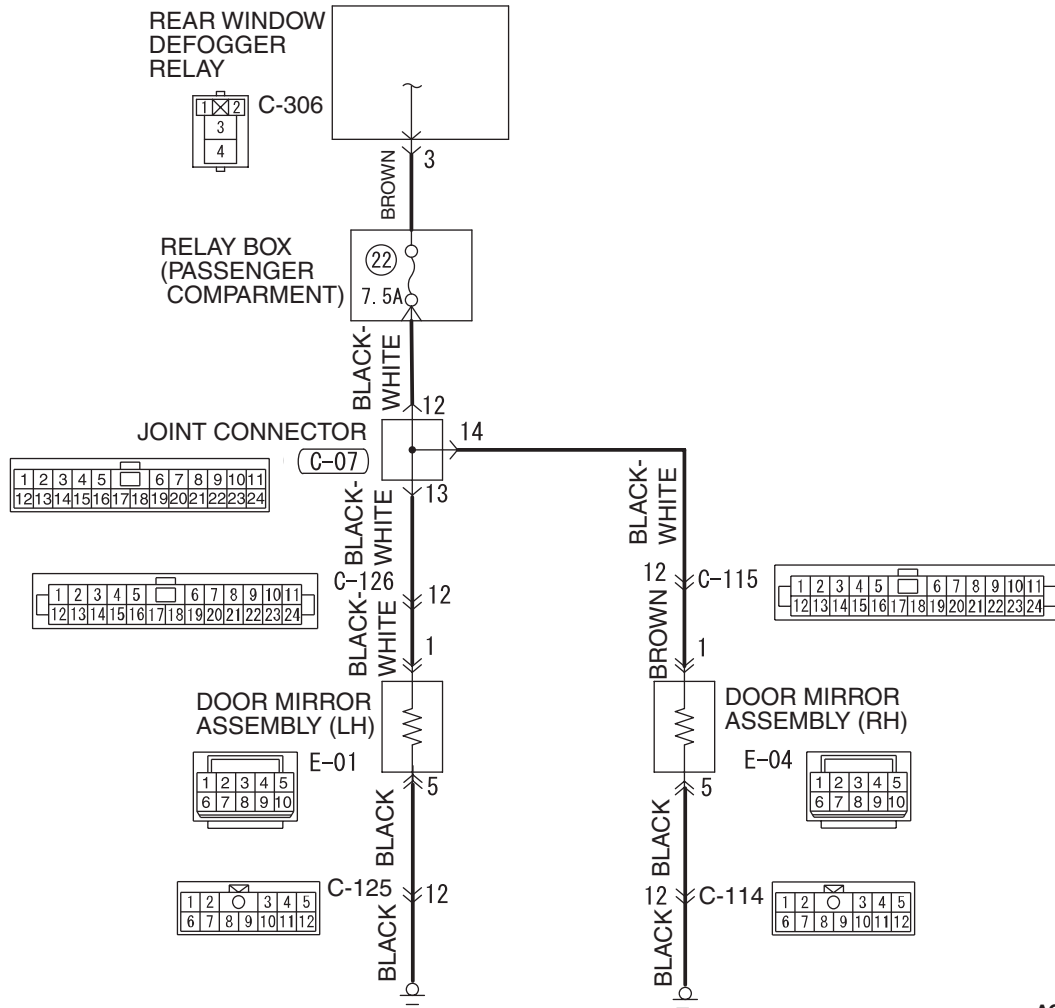 REAR WINDOW
DEFOGGER
RELAY
C-306
1 2
3
4
3
BROWN
RELAY BOX
(PASSENGER
COMPARMENT)
22
7.5A
BLACK-
WHITE
12
JOINT CONNECTOR
C-07
14
13
1 2 3 4 5 6 7 8 9 10 11
12 13 14 15 16 17 18 19 20 21 22 23 24
BLACK-
WHITE
BLACK-
WHITE
C-126
12
1 2 3 4 5 6 7 8 9 10 11
12 13 14 15 16 17 18 19 20 21 22 23 24
BLACK-
WHITE
1
12
C-115
1 2 3 4 5 6 7 8 9 10 11
12 13 14 15 16 17 18 19 20 21 22 23 24
BROWN
1
DOOR MIRROR
ASSEMBLY (LH)
E-01
1 2 3 4 5
6 7 8 9 10
5
DOOR MIRROR
ASSEMBLY (RH)
E-04
1 2 3 4 5
6 7 8 9 10
5
BLACK
BLACK
C-125
12
1 2 3 4 5
6 7 8 9 10 11 12
BLACK
12
C-114
1 2 3 4 5
6 7 8 9 10 11 12
BLACK